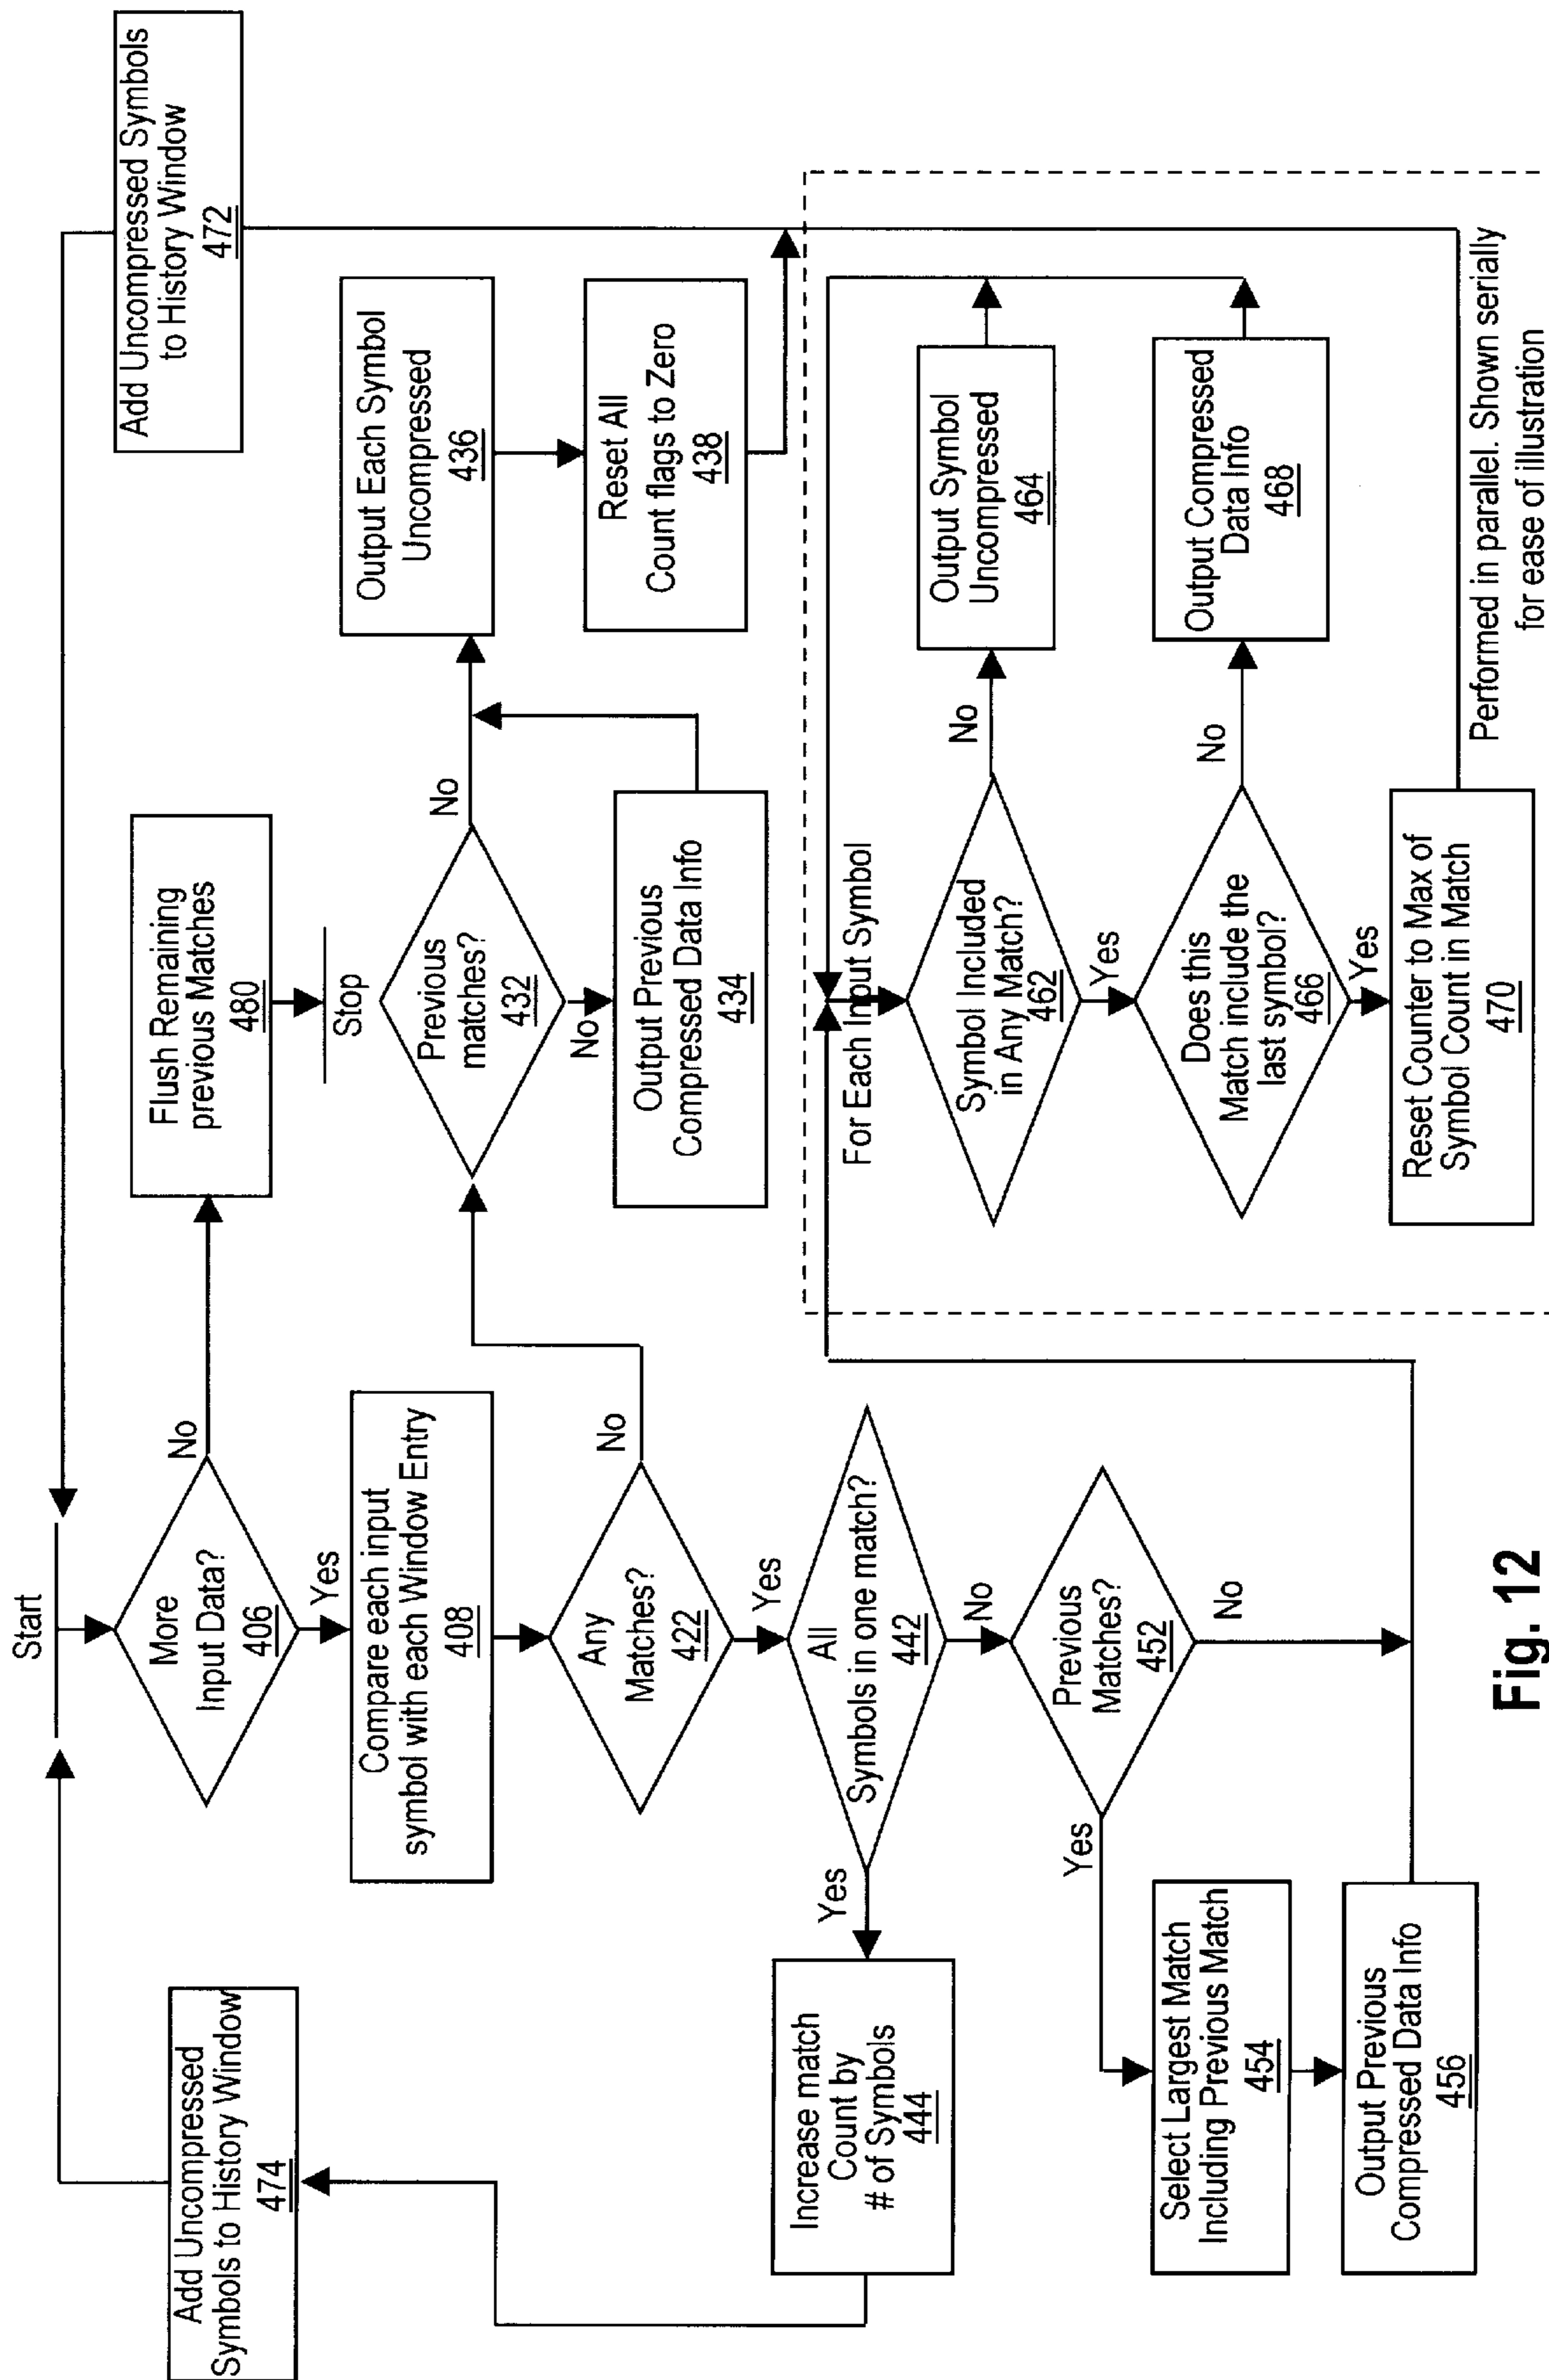 Start
More
Input Data?
406
No
Yes
Flush Remaining
previous Matches
480
Stop
Add Uncompressed Symbols
to History Window
472
Add Uncompressed
Symbols to History Window
474
Compare each input
symbol with each Window Entry
408
Any
Matches?
422
No
Yes
Previous
matches?
432
No
No
Output Previous
Compressed Data Info
434
Output Each Symbol
Uncompressed
436
Reset All
Count flags to Zero
438
All
Symbols in one match?
442
Yes
No
Increase match
Count by
# of Symbols
444
Previous
Matches?
452
Yes
No
Select Largest Match
Including Previous Match
454
Output Previous
Compressed Data Info
456
For Each Input Symbol
Symbol Included
in Any Match?
462
No
Yes
Output Symbol
Uncompressed
464
Does this
Match include the
last symbol?
466
No
Yes
Output Compressed
Data Info
468
Reset Counter to Max of
Symbol Count in Match
470
Performed in parallel. Shown serially
for ease of illustration
Fig. 12